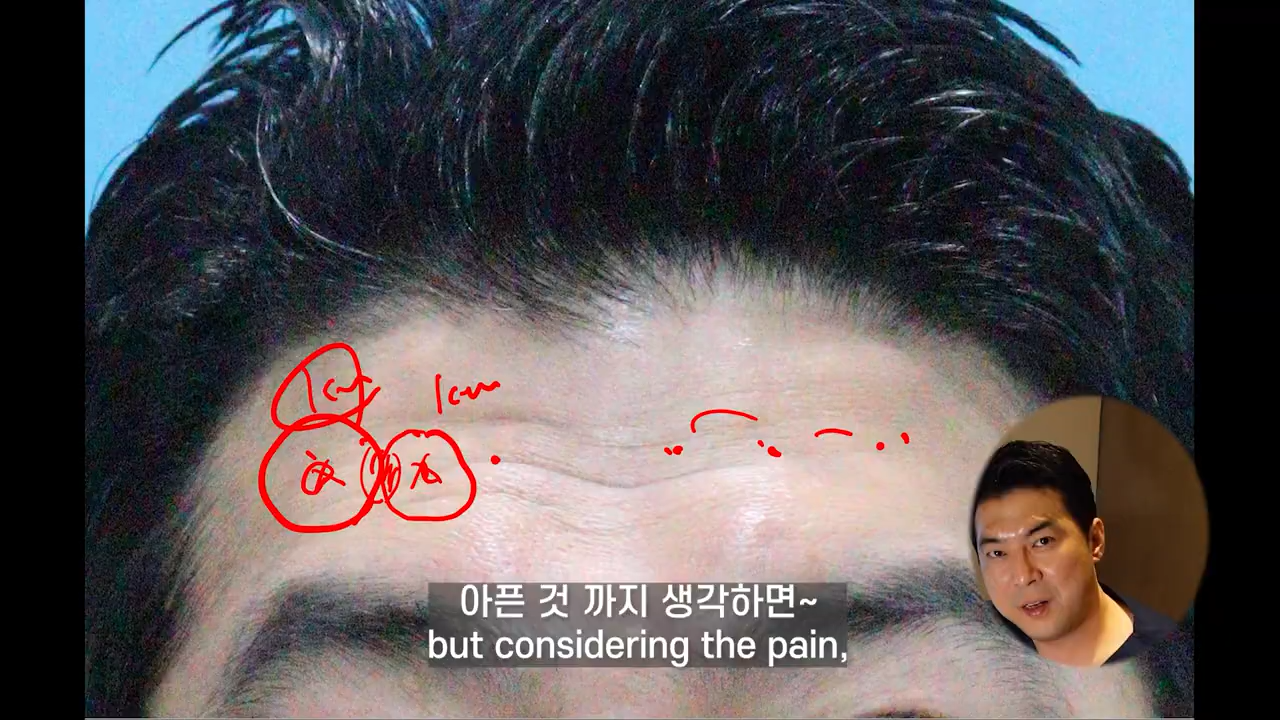 1cm
1cm
아픈 것 까지 생각하면~
but considering the pain,